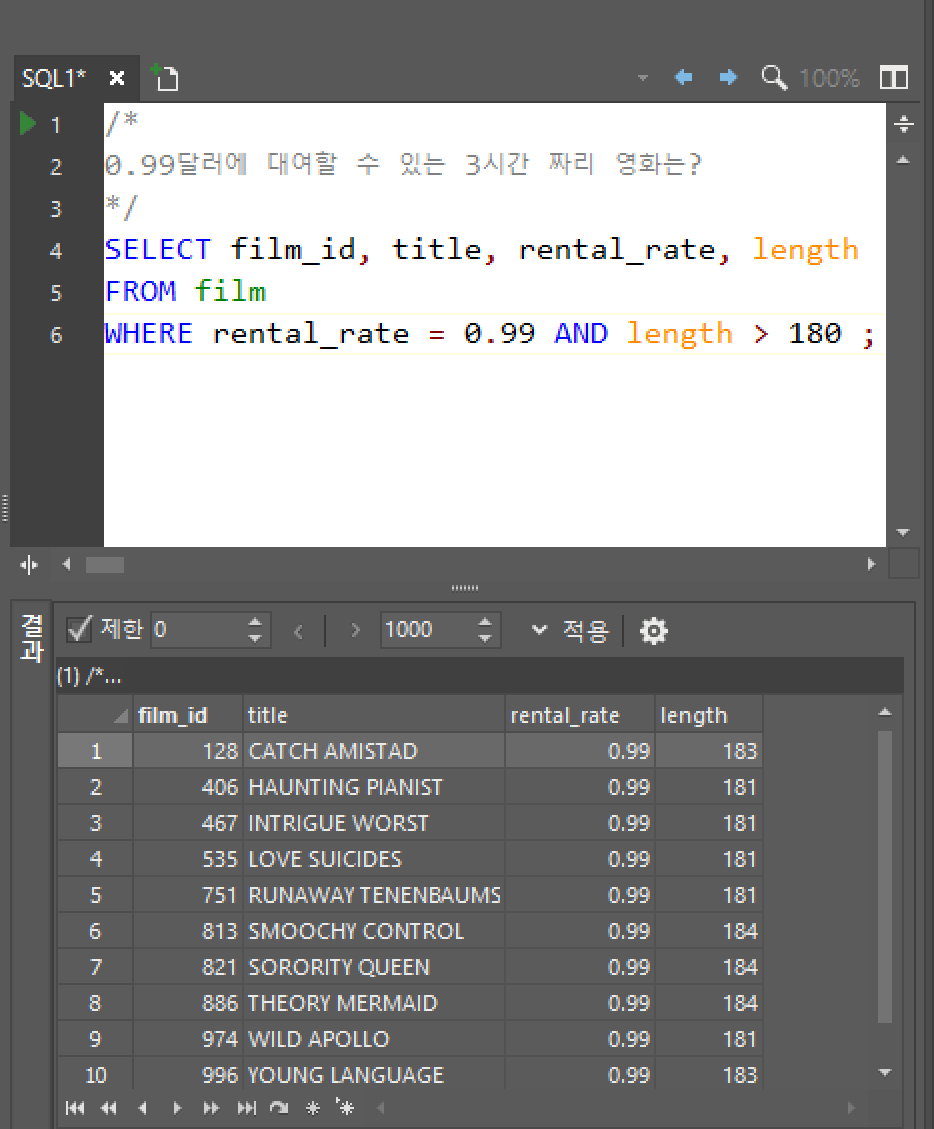 SQL1*
100%
1 /*
2 0.99달러에 대여할 수 있는 3시간 짜리 영화는?
3 */
4 SELECT film_id, title, rental_rate, length
5 FROM film
6 WHERE rental_rate = 0.99 AND length > 180 ;
결과
제한 0 1000 적용
(1) /*...
film_id title rental_rate length
1 128 CATCH AMISTAD 0.99 183
2 406 HAUNTING PIANIST 0.99 181
3 467 INTRIGUE WORST 0.99 181
4 535 LOVE SUICIDES 0.99 181
5 751 RUNAWAY TENENBAUMS 0.99 181
6 813 SMOOCHY CONTROL 0.99 184
7 821 SORORITY QUEEN 0.99 184
8 886 THEORY MERMAID 0.99 184
9 974 WILD APOLLO 0.99 181
10 996 YOUNG LANGUAGE 0.99 183